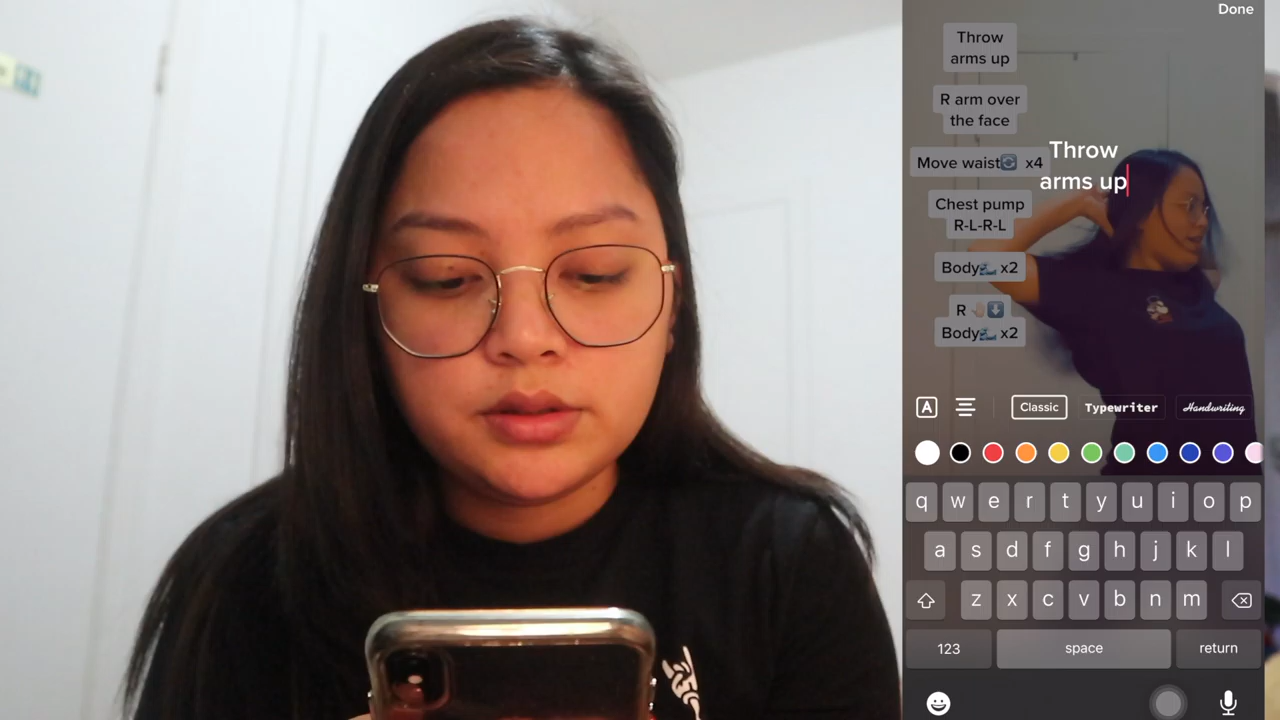 Done
Throw
arms up
R arm over
the face
Move waist🔄 x4
Throw
arms up
Chest pump
R-L-R-L
Body🌊 x2
R 🤚🏻⬇️
Body🌊 x2
Classic
Typewriter
Handwriting
q w e r t y u i o p
a s d f g h j k l
z x c v b n m
123 space return